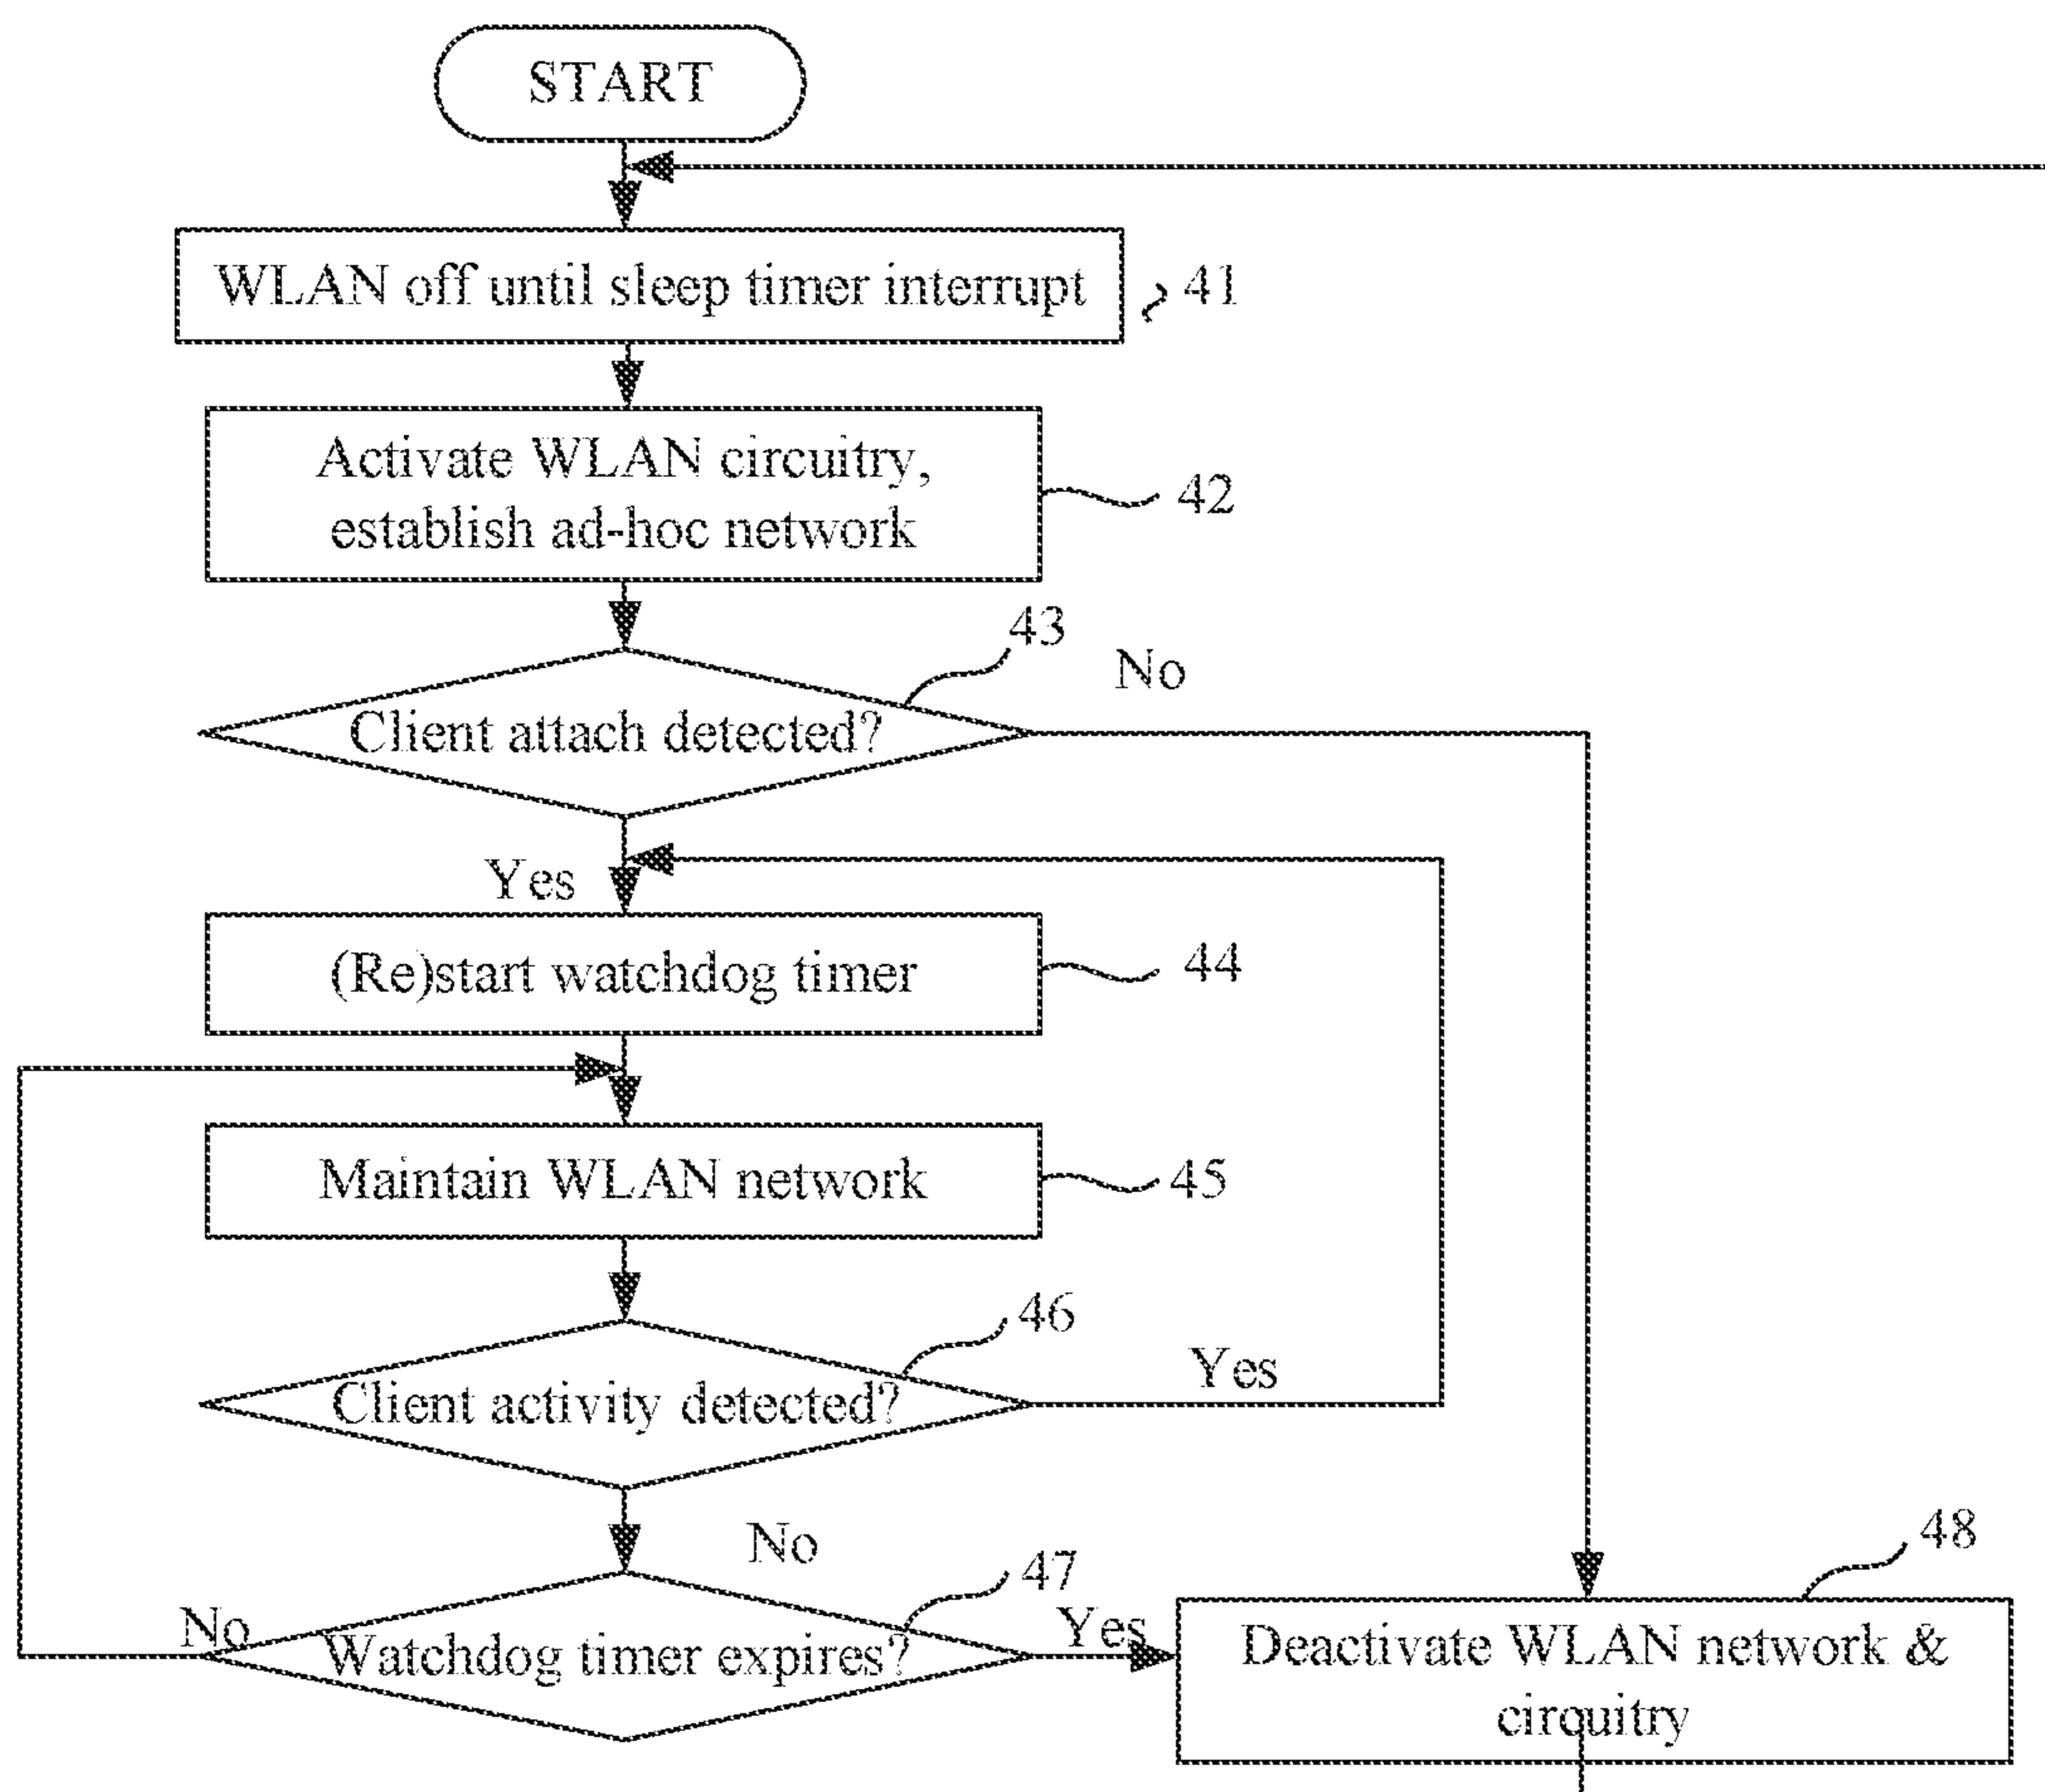 START
WLAN off until sleep timer interrupt
41
Activate WLAN circuitry,
establish ad-hoc network
42
43
No
Client attach detected?
Yes
(Re)start watchdog timer
44
Maintain WLAN network
45
46
Client activity detected?
Yes
No
47
48
No
Watchdog timer expires?
Yes
Deactivate WLAN network &
circuitry